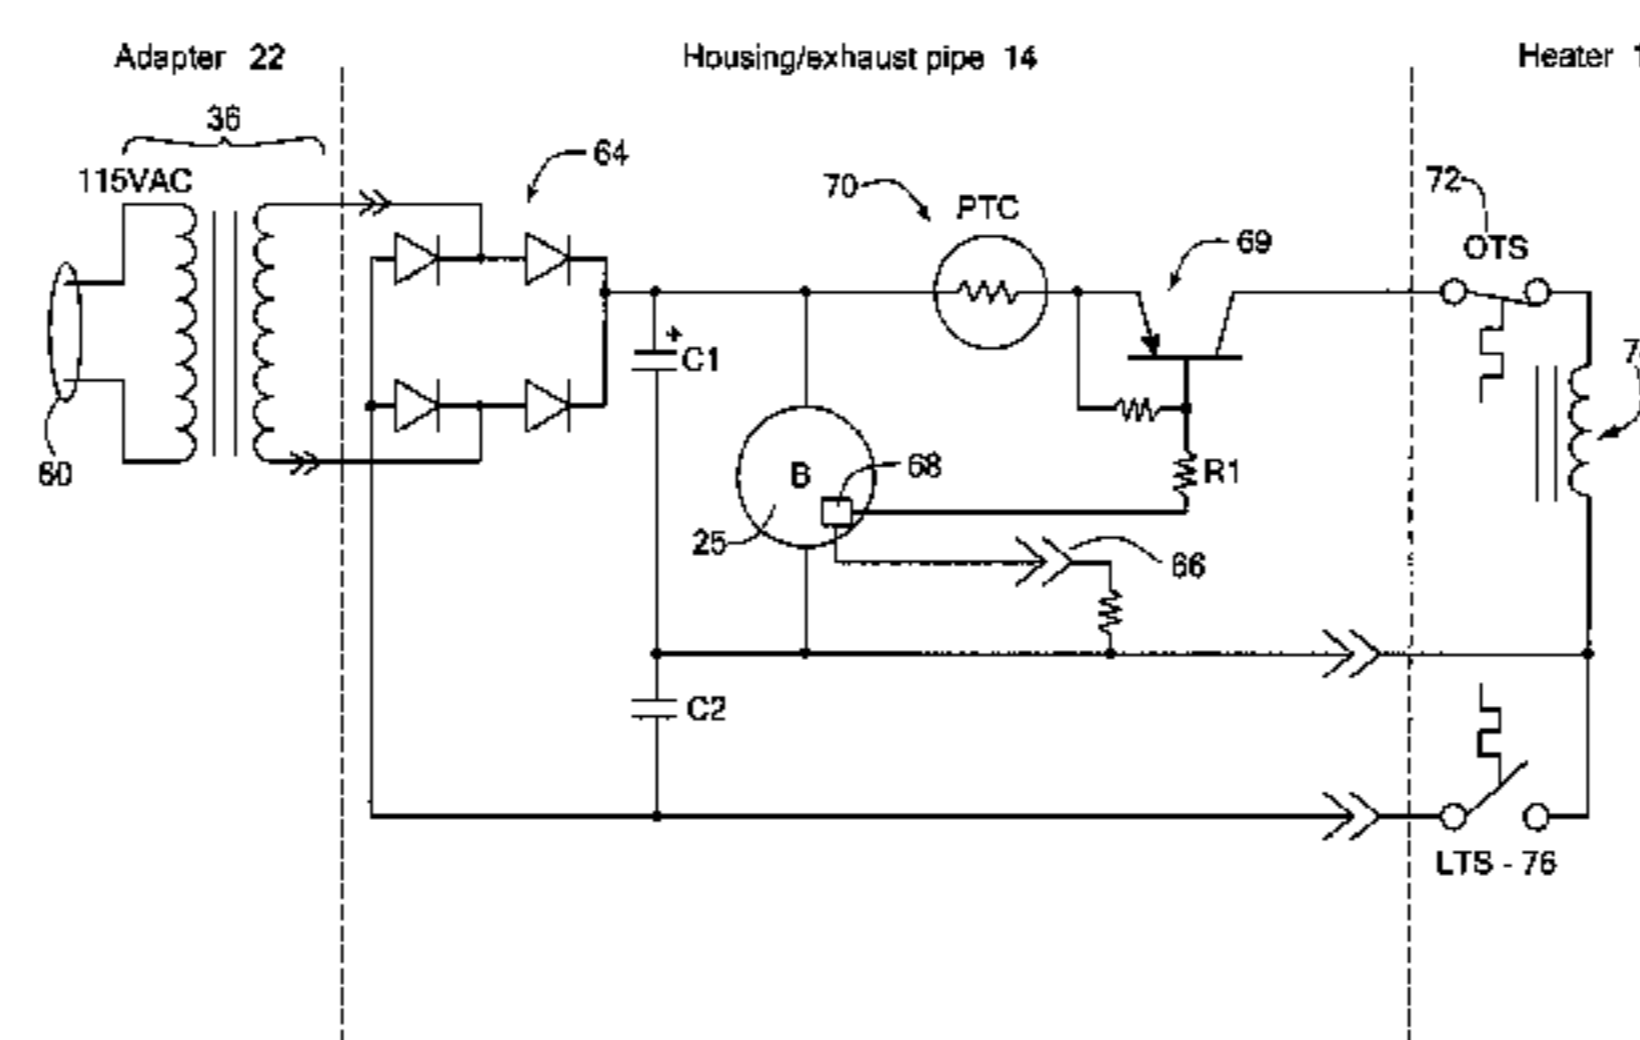 Adapter 22
Housing/exhaust pipe 14
Heater
36
115VAC
64
70
PTC
69
72
OTS
60
C1
B
68
25
R1
66
C2
LTS - 76